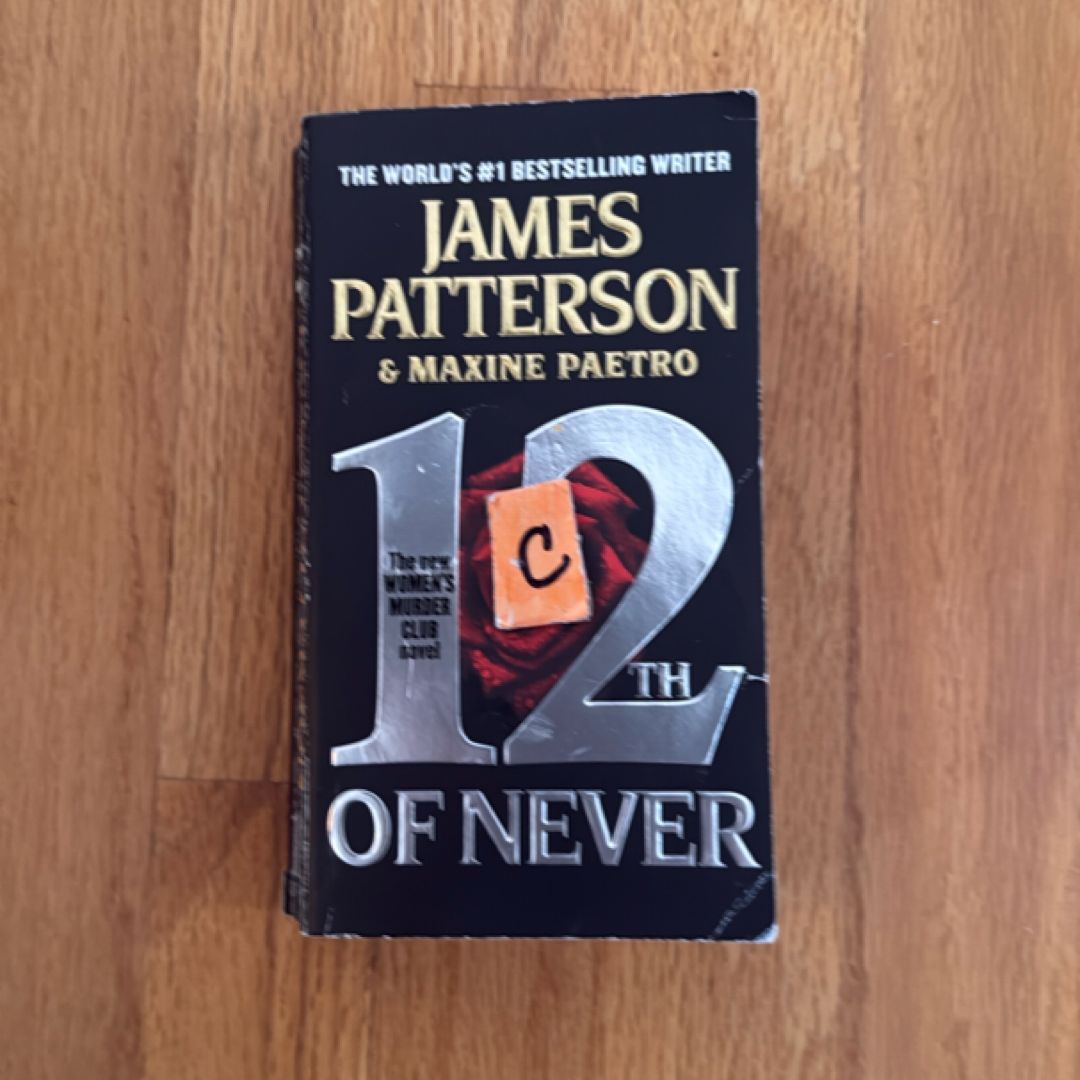 THE WORLD'S #1 BESTSELLING WRITER
JAMES
PATTERSON
& MAXINE PAETRO
12TH
The new
WOMEN'S
MURDER
CLUB
novel
C
OF NEVER